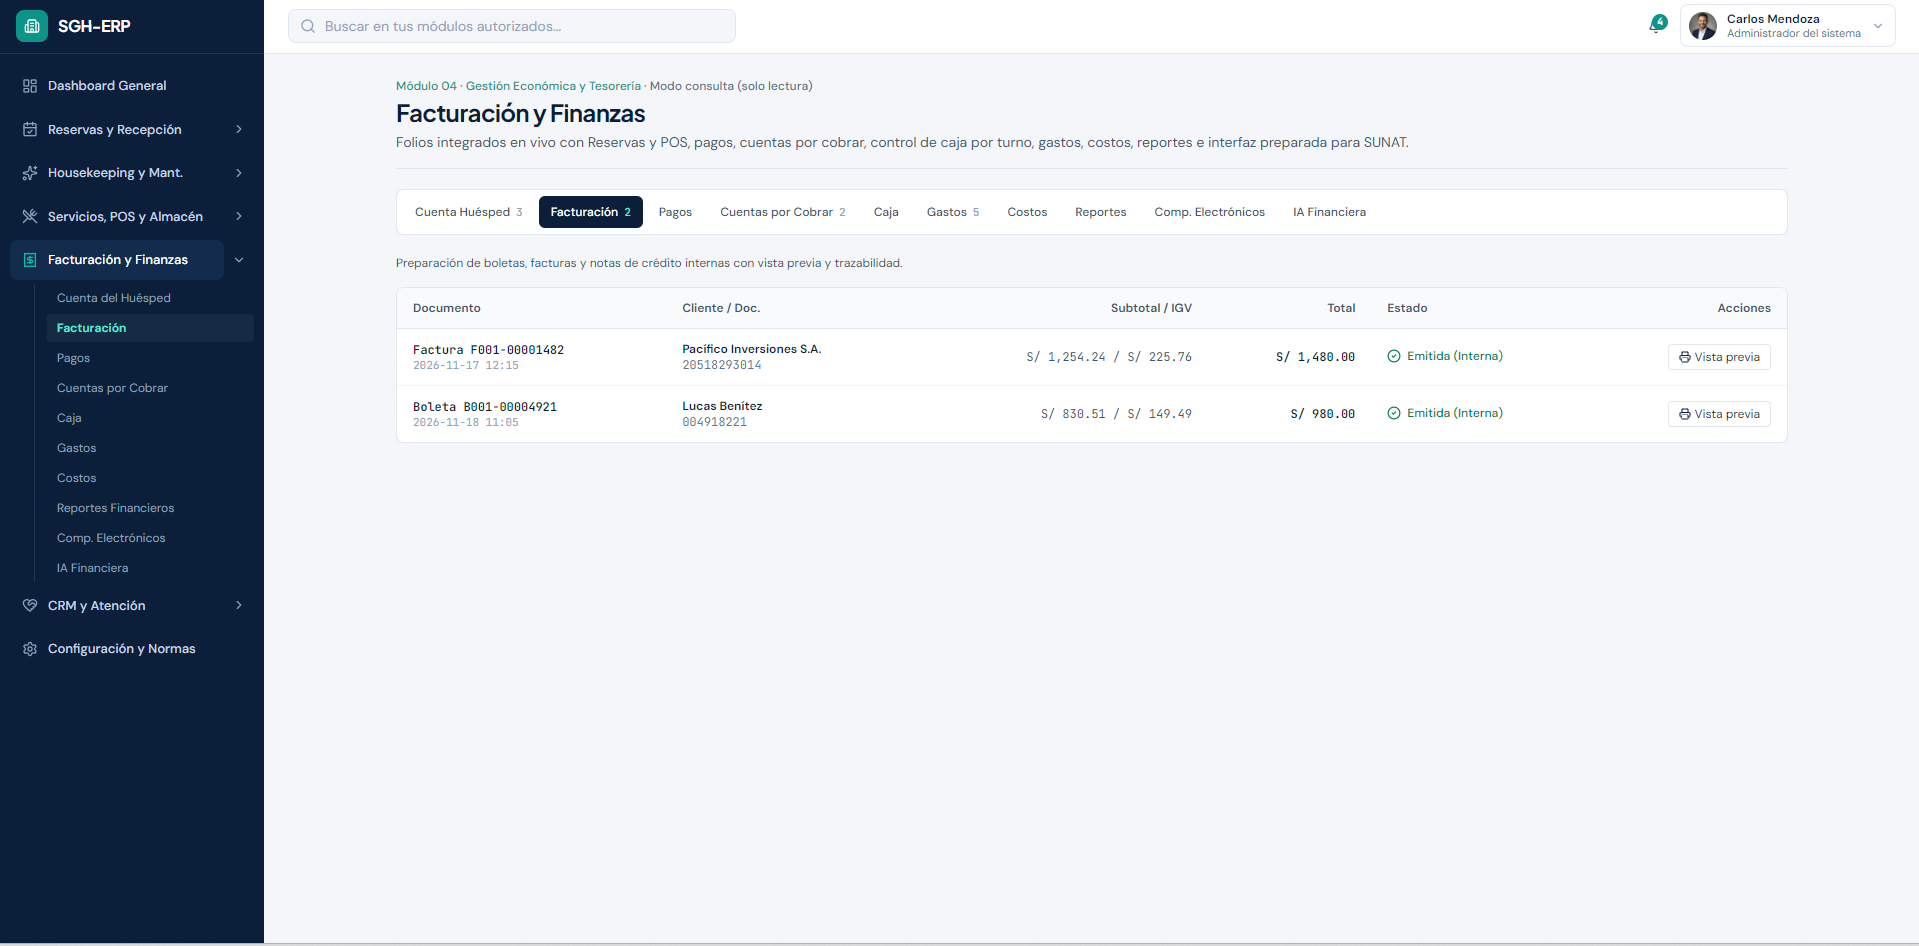 SGH-ERP
Buscar en tus módulos autorizados...
4
Carlos Mendoza
Administrador del sistema
Dashboard General
Reservas y Recepción
Housekeeping y Mant.
Servicios, POS y Almacén
Facturación y Finanzas
Cuenta del Huésped
Facturación
Pagos
Cuentas por Cobrar
Caja
Gastos
Costos
Reportes Financieros
Comp. Electrónicos
IA Financiera
CRM y Atención
Configuración y Normas
Módulo 04 · Gestión Económica y Tesorería · Modo consulta (solo lectura)
Facturación y Finanzas
Folios integrados en vivo con Reservas y POS, pagos, cuentas por cobrar, control de caja por turno, gastos, costos, reportes e interfaz preparada para SUNAT.
Cuenta Huésped 3 Facturación 2 Pagos Cuentas por Cobrar 2 Caja Gastos 5 Costos Reportes Comp. Electrónicos IA Financiera
Preparación de boletas, facturas y notas de crédito internas con vista previa y trazabilidad.
Documento Cliente / Doc. Subtotal / IGV Total Estado Acciones
Factura F001-00001482 Pacífico Inversiones S.A. S/ 1,254.24 / S/ 225.76 S/ 1,480.00 Emitida (Interna) Vista previa
2026-11-17 12:15 20518293014
Boleta B001-00004921 Lucas Benítez S/ 830.51 / S/ 149.49 S/ 980.00 Emitida (Interna) Vista previa
2026-11-18 11:05 004918221